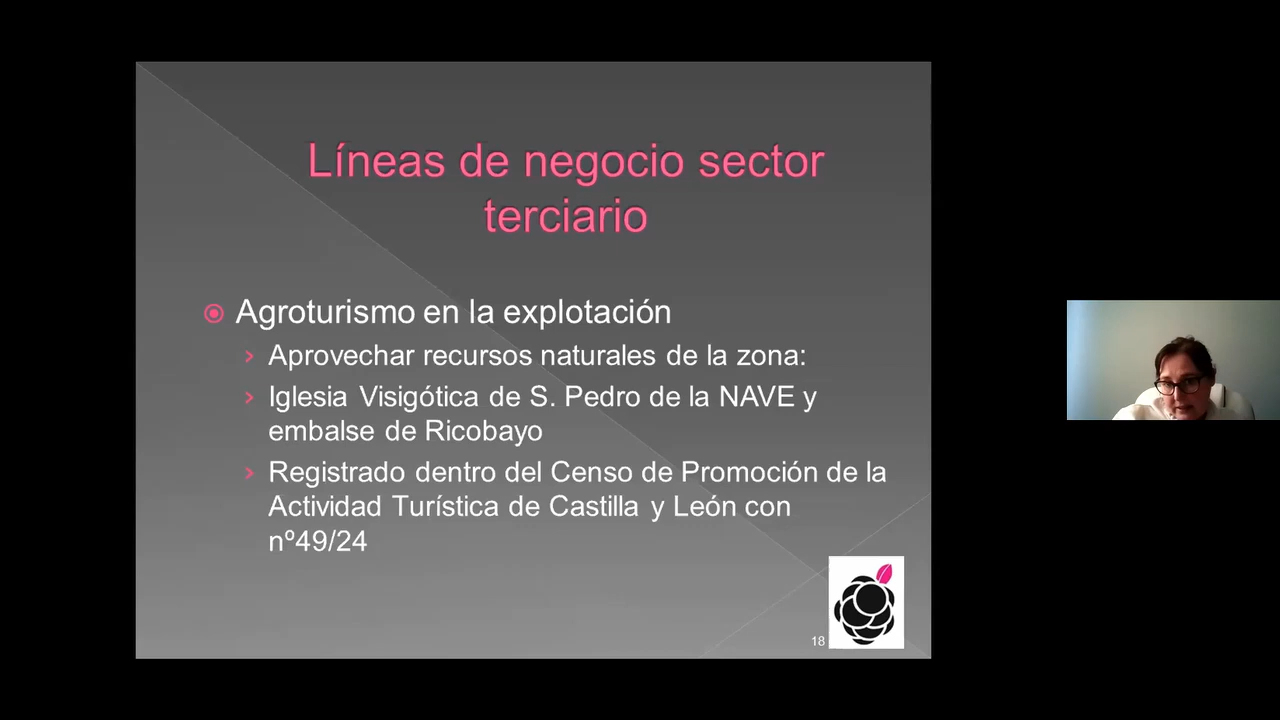 Líneas de negocio sector
terciario
Agroturismo en la explotación
Aprovechar recursos naturales de la zona:
Iglesia Visigótica de S. Pedro de la NAVE y
embalse de Ricobayo
Registrado dentro del Censo de Promoción de la
Actividad Turística de Castilla y León con
nº49/24
18